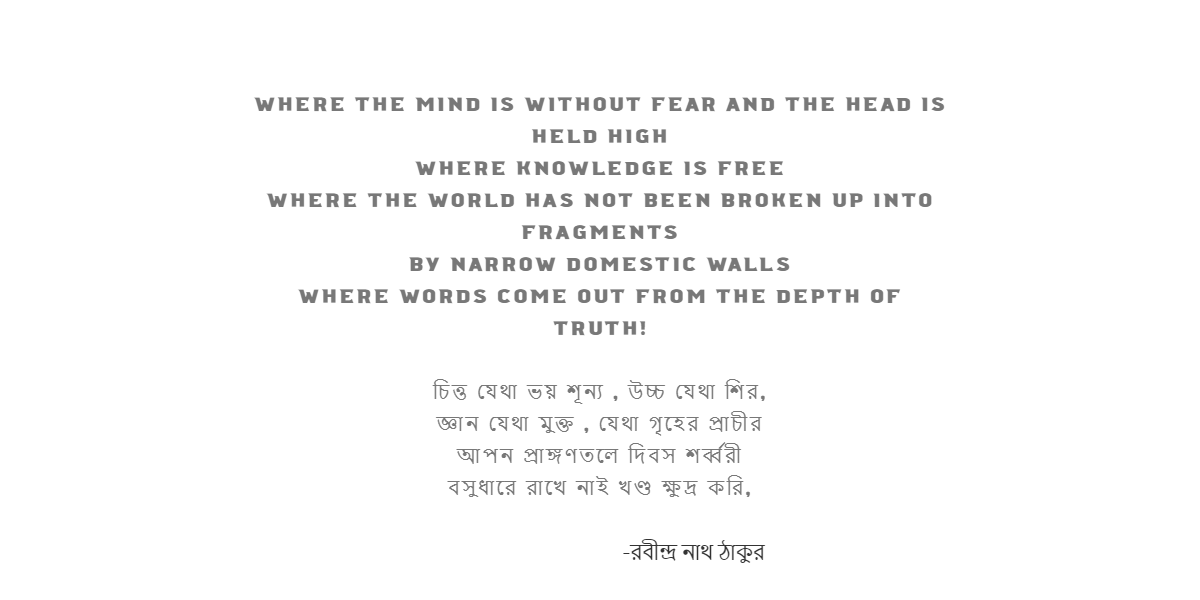 WHERE THE MIND IS WITHOUT FEAR AND THE HEAD IS
HELD HIGH
WHERE KNOWLEDGE IS FREE
WHERE THE WORLD HAS NOT BEEN BROKEN UP INTO
FRAGMENTS
BY NARROW DOMESTIC WALLS
WHERE WORDS COME OUT FROM THE DEPTH OF
TRUTH!
চিত্ত যেথা ভয় শূন্য , উচ্চ যেথা শির,
জ্ঞান যেথা মুক্ত , যেথা গৃহের প্রাচীর
আপন প্রাঙ্গণতলে দিবস শর্ব্বরী
বসুধারে রাখে নাই খণ্ড ক্ষুদ্র করি,
-রবীন্দ্র নাথ ঠাকুর